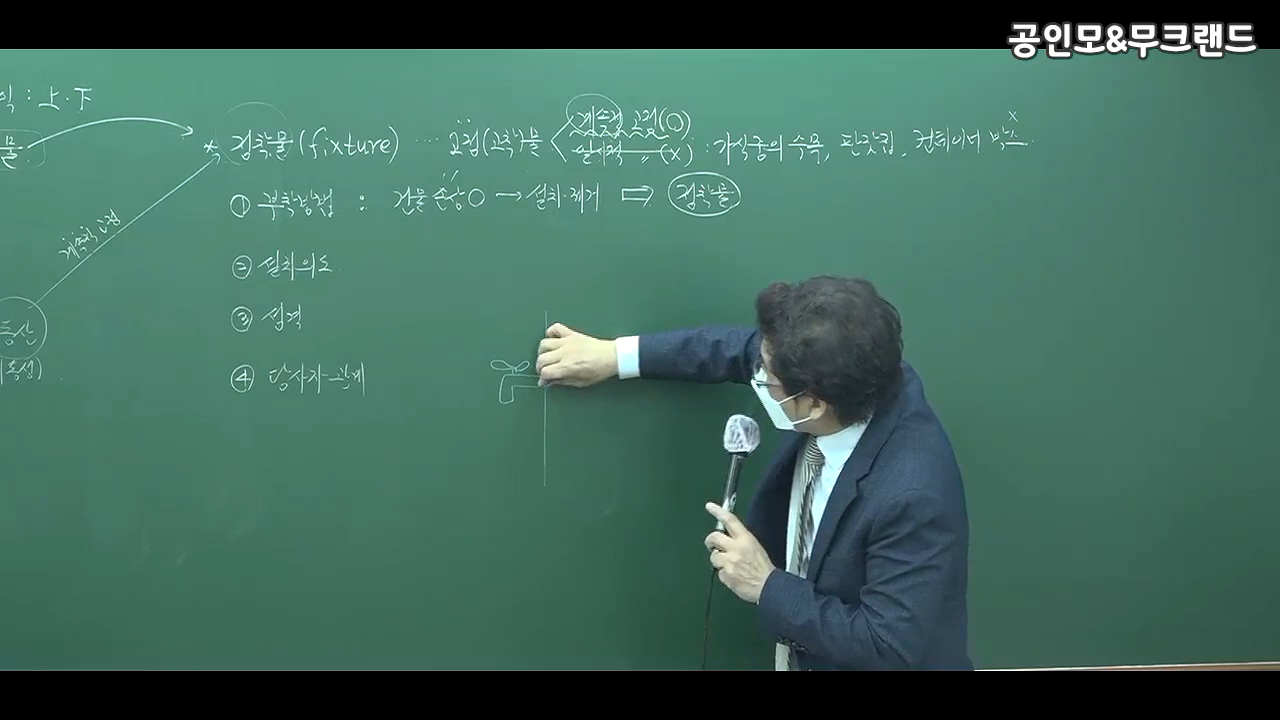 공인모&무크랜드
익 : 上·下
* 정착물(fixture) … 고정(고착)물
계속적 고정(○)
일시적 〃 (x) : 가식중의 수목, 판잣집, 컨테이너 박스
x
① 부착방법 : 건물 손상○ → 설치·제거 ⇒ 정착물
계속적 고정
② 설치의도
③ 성격
동산
④ 당사자 관계